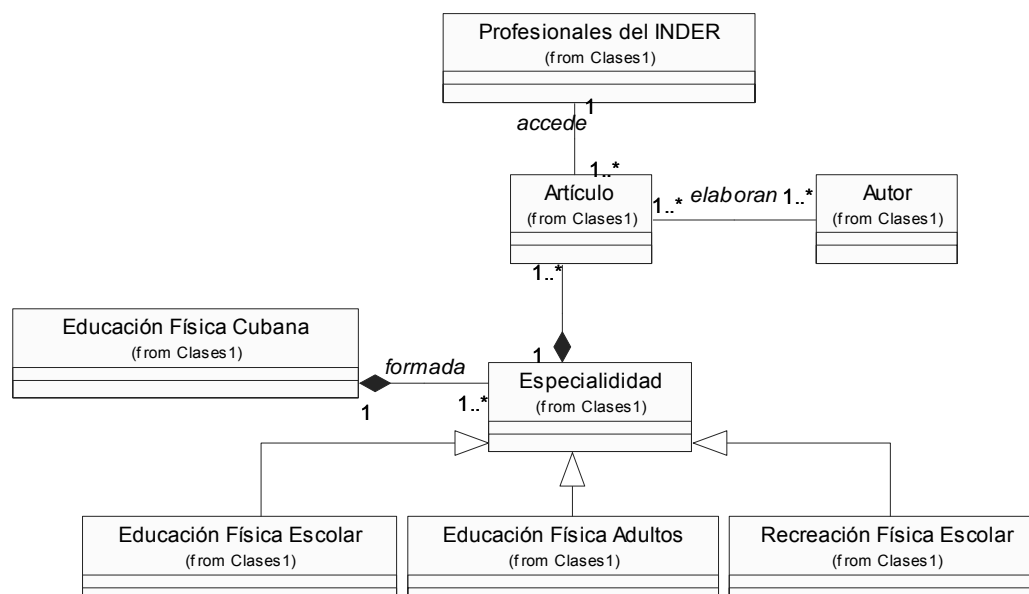 Profesionales del INDER
(from Clases1)
1
accede
1..*
Artículo
(from Clases1)
1..*
elaboran
1..*
Autor
(from Clases1)
1..*
1
Educación Física Cubana
(from Clases1)
1
formada
1..*
Especialididad
(from Clases1)
Educación Física Escolar
(from Clases1)
Educación Física Adultos
(from Clases1)
Recreación Física Escolar
(from Clases1)